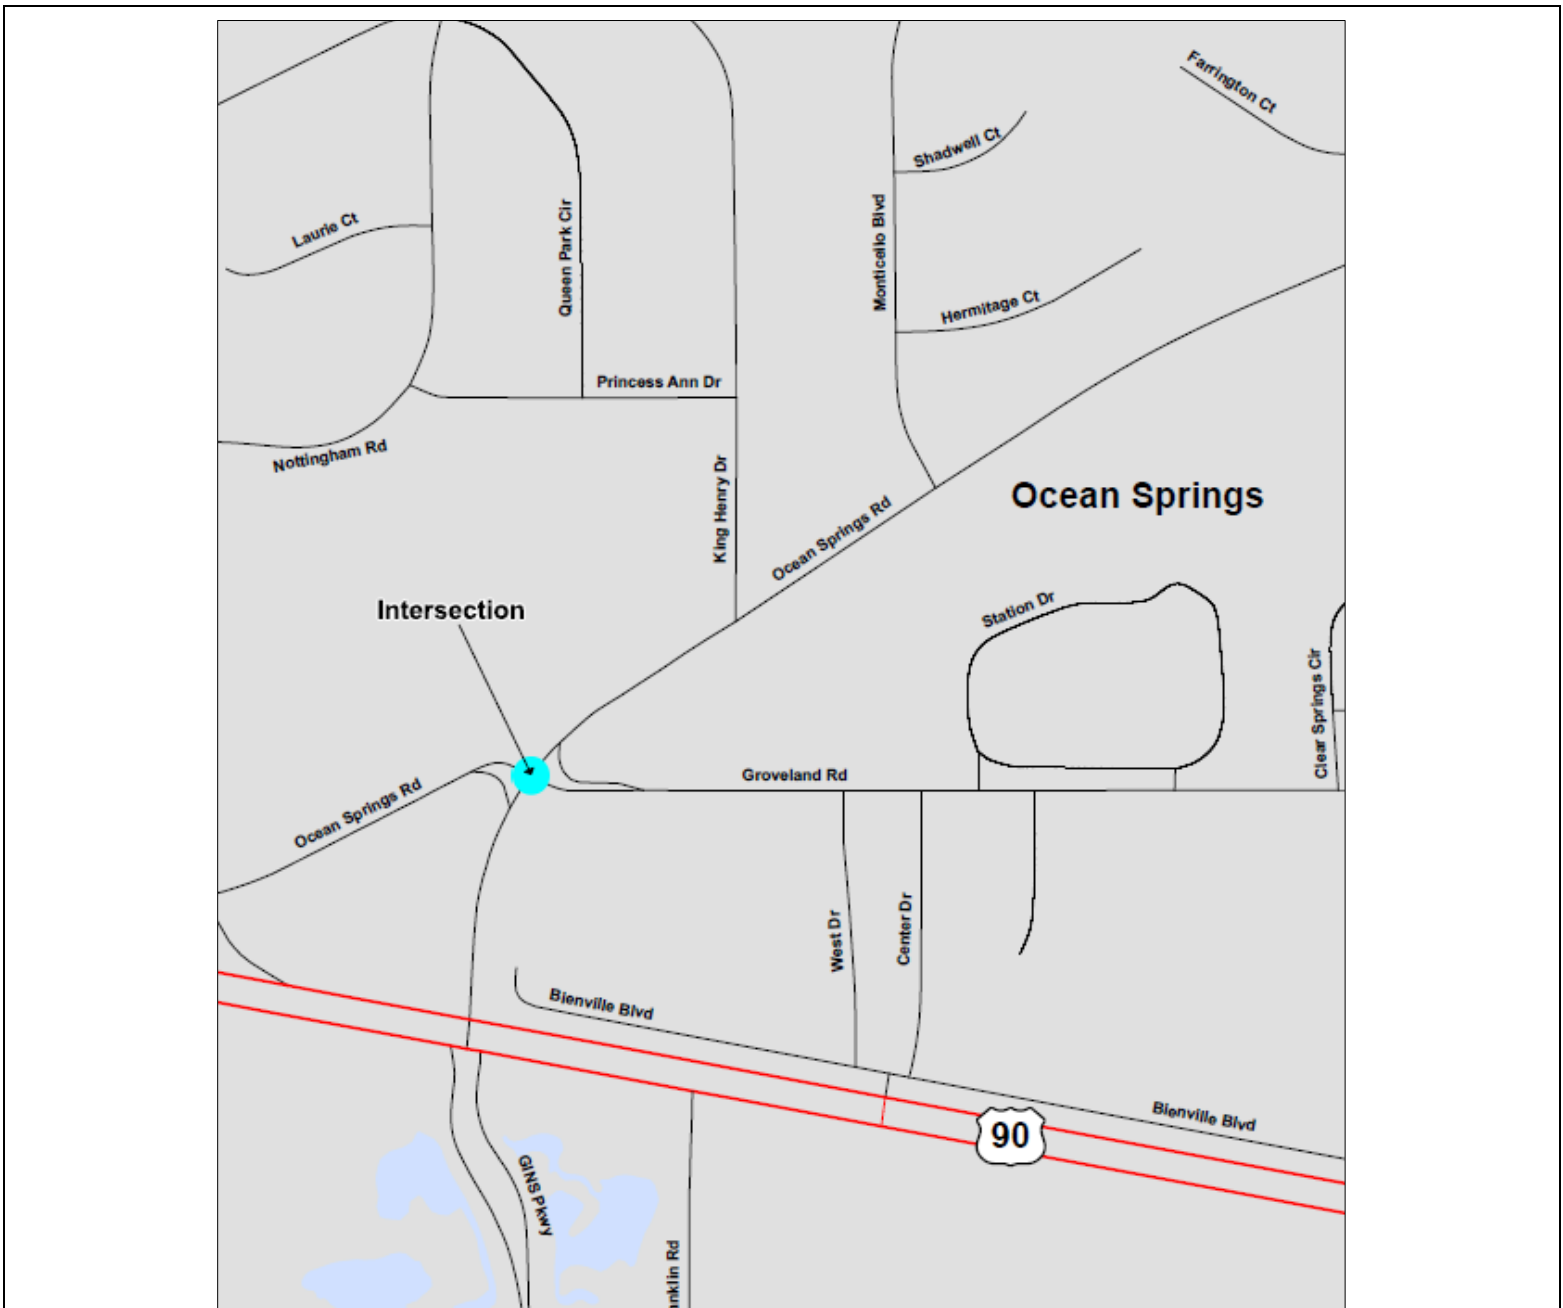 Farrington Ct
Shadwell Ct
Laurie Ct
Queen Park Cir
Monticello Blvd
Hermitage Ct
Princess Ann Dr
Nottingham Rd
King Henry Dr
Ocean Springs Rd
Ocean Springs
Intersection
Station Dr
Clear Springs Cir
Groveland Rd
Ocean Springs Rd
West Dr
Center Dr
Bienville Blvd
90
Bienville Blvd
GINS Pkwy
nklin Rd